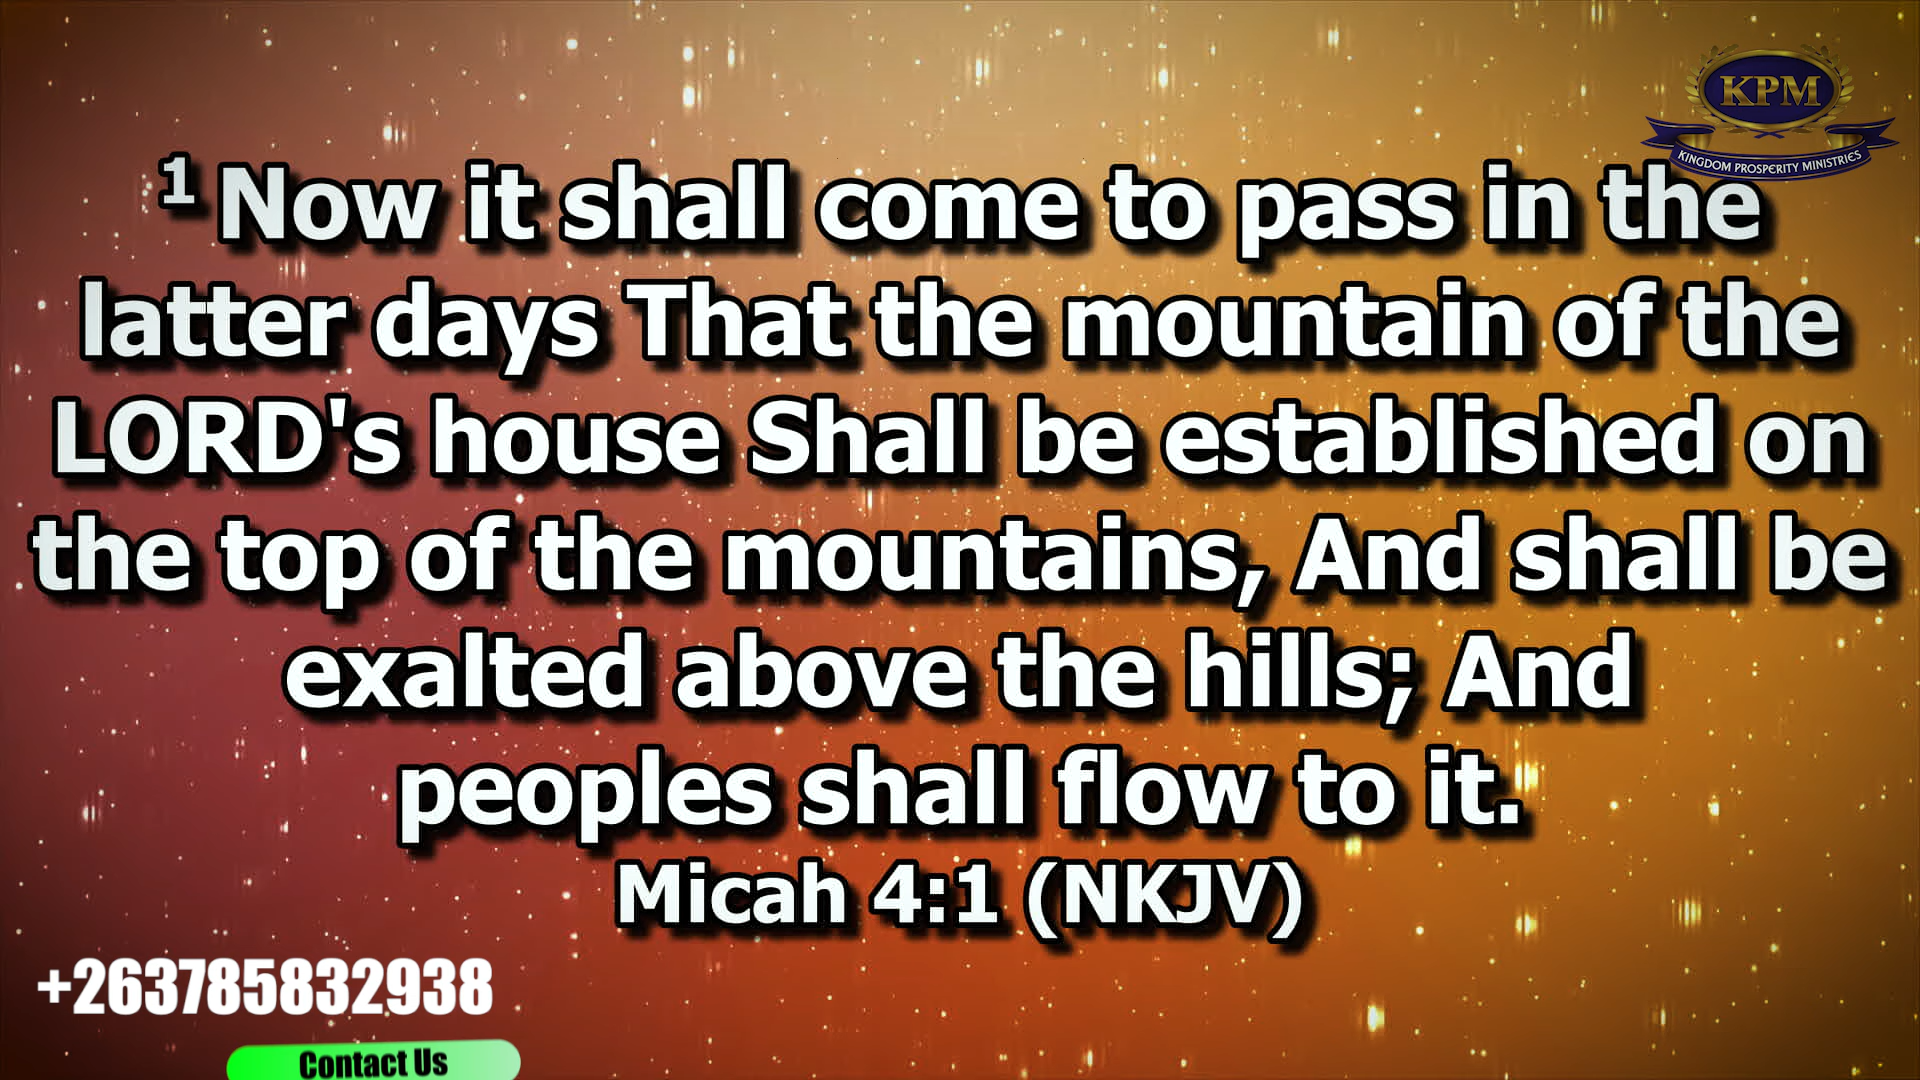 KPM
KINGDOM PROSPERITY MINISTRIES
1 Now it shall come to pass in the
latter days That the mountain of the
LORD's house Shall be established on
the top of the mountains, And shall be
exalted above the hills; And
peoples shall flow to it.
Micah 4:1 (NKJV)
+263785832938
Contact Us